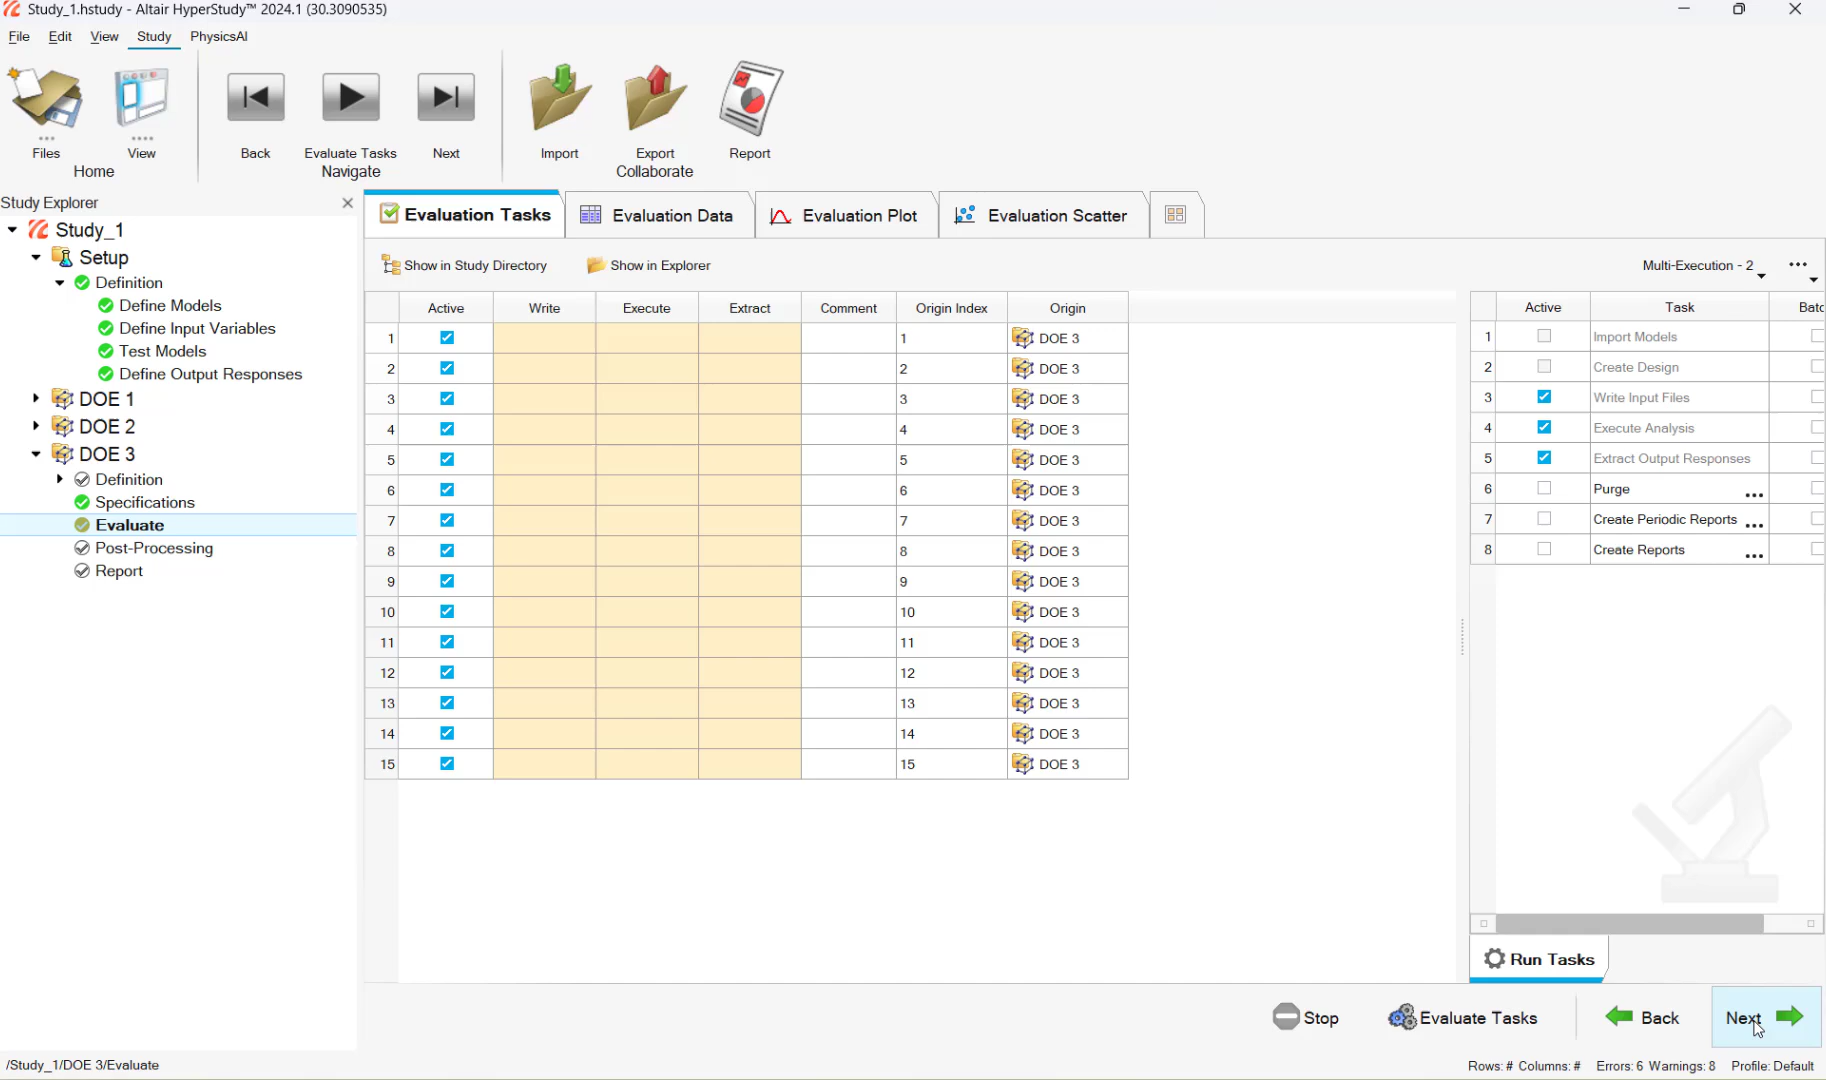 Study_1.hstudy - Altair HyperStudy™ 2024.1 (30.3090535)
File Edit View Study PhysicsAI
Files View Back Evaluate Tasks Next Import Export Report
Home Navigate Collaborate
Study Explorer
Study_1
Setup
Definition
Define Models
Define Input Variables
Test Models
Define Output Responses
DOE 1
DOE 2
DOE 3
Definition
Specifications
Evaluate
Post-Processing
Report
Evaluation Tasks Evaluation Data Evaluation Plot Evaluation Scatter
Show in Study Directory Show in Explorer Multi-Execution - 2
Active Write Execute Extract Comment Origin Index Origin
1 1 DOE 3
2 2 DOE 3
3 3 DOE 3
4 4 DOE 3
5 5 DOE 3
6 6 DOE 3
7 7 DOE 3
8 8 DOE 3
9 9 DOE 3
10 10 DOE 3
11 11 DOE 3
12 12 DOE 3
13 13 DOE 3
14 14 DOE 3
15 15 DOE 3
Active Task Batc
1 Import Models
2 Create Design
3 Write Input Files
4 Execute Analysis
5 Extract Output Responses
6 Purge ...
7 Create Periodic Reports ...
8 Create Reports ...
Run Tasks
Stop Evaluate Tasks Back Next
/Study_1/DOE 3/Evaluate Rows: # Columns: # Errors: 6 Warnings: 8 Profile: Default